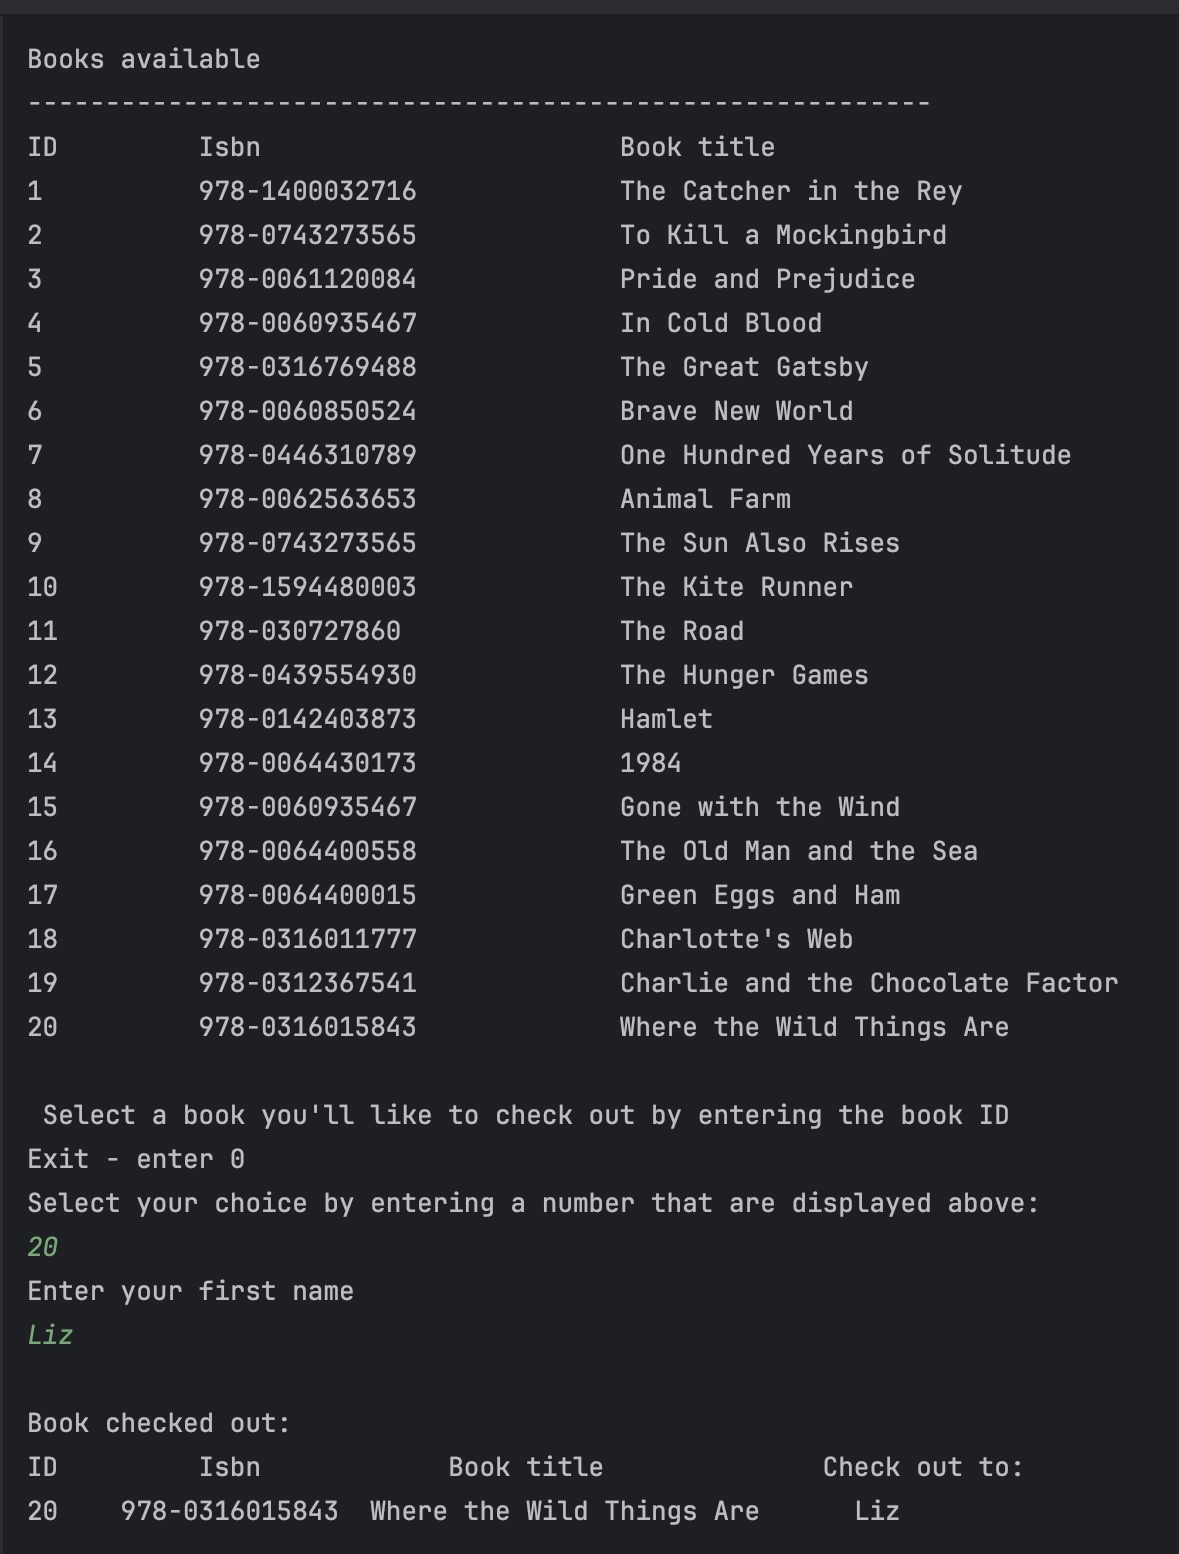 Books available
----------------------------------------------------------
ID         Isbn                       Book title
1          978-1400032716             The Catcher in the Rey
2          978-0743273565             To Kill a Mockingbird
3          978-0061120084             Pride and Prejudice
4          978-0060935467             In Cold Blood
5          978-0316769488             The Great Gatsby
6          978-0060850524             Brave New World
7          978-0446310789             One Hundred Years of Solitude
8          978-0062563653             Animal Farm
9          978-0743273565             The Sun Also Rises
10         978-1594480003             The Kite Runner
11         978-030727860              The Road
12         978-0439554930             The Hunger Games
13         978-0142403873             Hamlet
14         978-0064430173             1984
15         978-0060935467             Gone with the Wind
16         978-0064400558             The Old Man and the Sea
17         978-0064400015             Green Eggs and Ham
18         978-0316011777             Charlotte's Web
19         978-0312367541             Charlie and the Chocolate Factor
20         978-0316015843             Where the Wild Things Are

 Select a book you'll like to check out by entering the book ID
Exit - enter 0
Select your choice by entering a number that are displayed above:
20
Enter your first name
Liz

Book checked out:
ID         Isbn            Book title              Check out to:
20    978-0316015843  Where the Wild Things Are      Liz